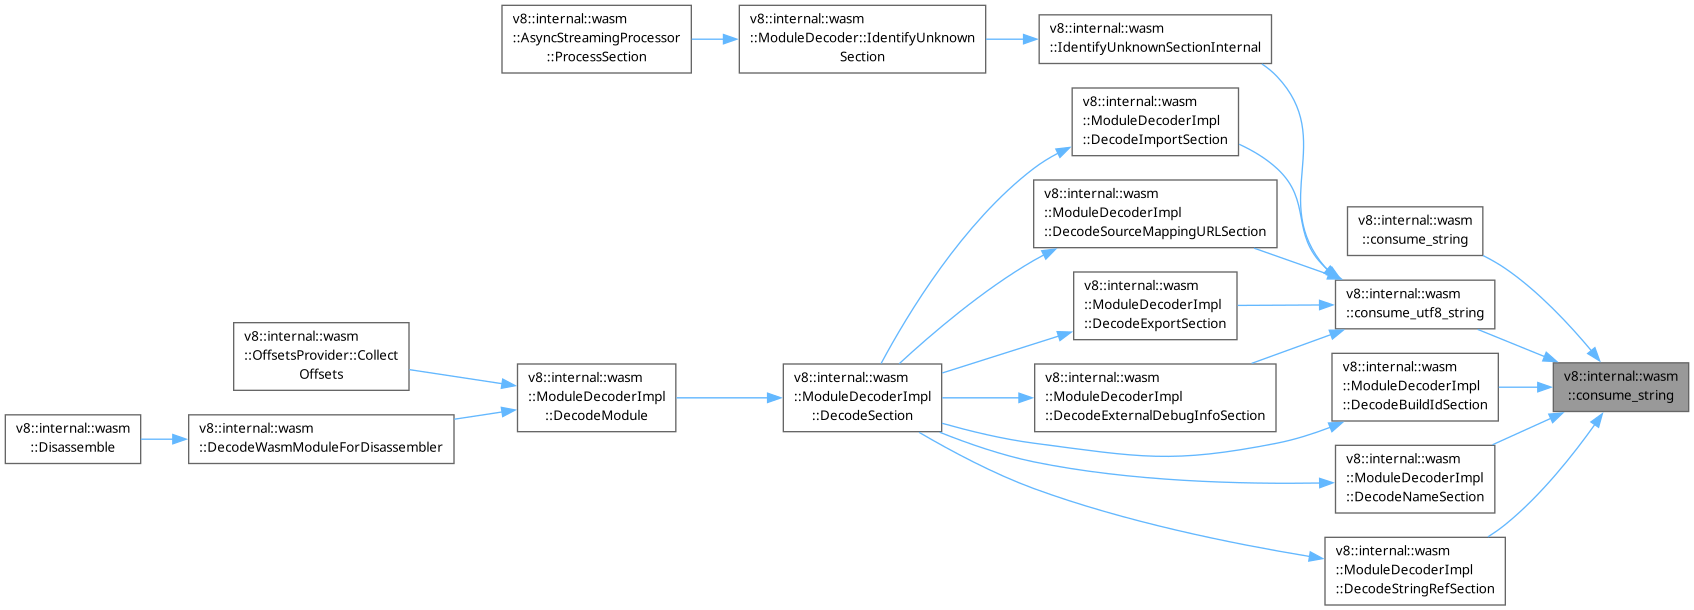 v8::internal::wasm
::AsyncStreamingProcessor
::ProcessSection
v8::internal::wasm
::ModuleDecoder::IdentifyUnknown
Section
v8::internal::wasm
::IdentifyUnknownSectionInternal
v8::internal::wasm
::ModuleDecoderImpl
::DecodeImportSection
v8::internal::wasm
::ModuleDecoderImpl
::DecodeSourceMappingURLSection
v8::internal::wasm
::consume_string
v8::internal::wasm
::ModuleDecoderImpl
::DecodeExportSection
v8::internal::wasm
::consume_utf8_string
v8::internal::wasm
::OffsetsProvider::Collect
Offsets
v8::internal::wasm
::ModuleDecoderImpl
::DecodeModule
v8::internal::wasm
::ModuleDecoderImpl
::DecodeSection
v8::internal::wasm
::ModuleDecoderImpl
::DecodeExternalDebugInfoSection
v8::internal::wasm
::ModuleDecoderImpl
::DecodeBuildIdSection
v8::internal::wasm
::consume_string
v8::internal::wasm
::Disassemble
v8::internal::wasm
::DecodeWasmModuleForDisassembler
v8::internal::wasm
::ModuleDecoderImpl
::DecodeNameSection
v8::internal::wasm
::ModuleDecoderImpl
::DecodeStringRefSection